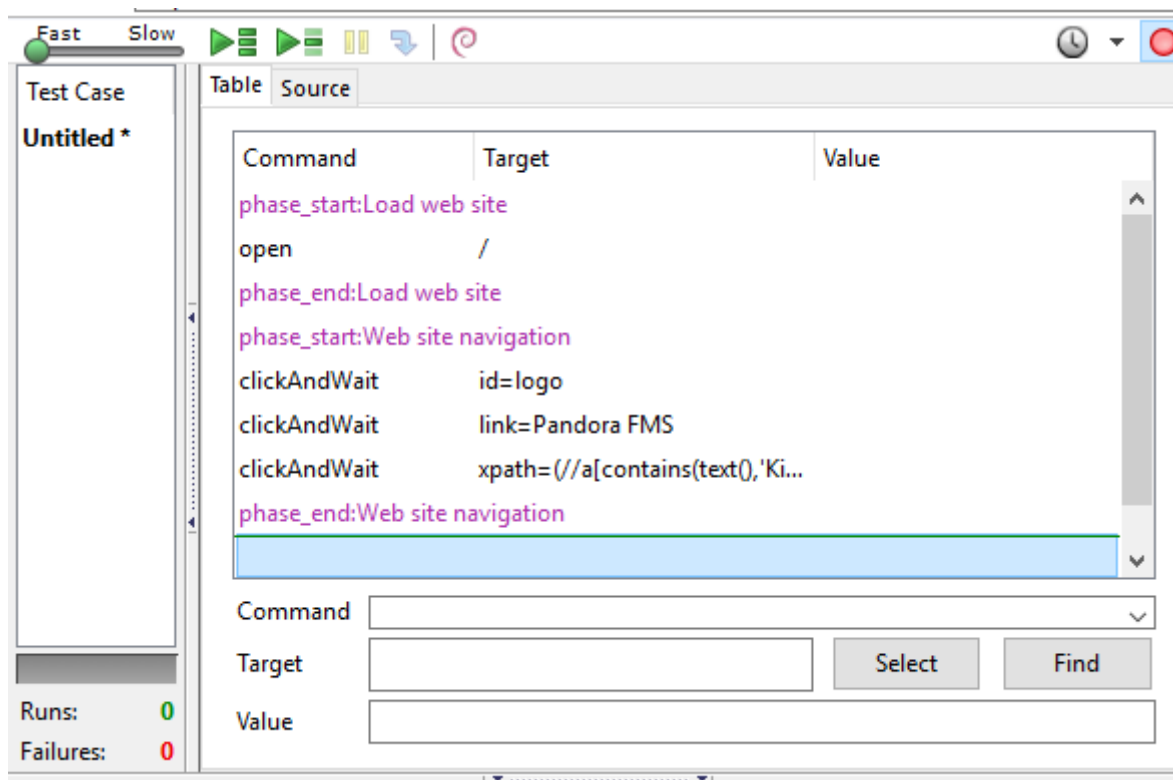 Fast Slow
Test Case
Untitled *
Table Source
Command Target Value
phase_start:Load web site
open /
phase_end:Load web site
phase_start:Web site navigation
clickAndWait id=logo
clickAndWait link=Pandora FMS
clickAndWait xpath=(//a[contains(text(),'Ki...
phase_end:Web site navigation
Command
Target Select Find
Value
Runs: 0
Failures: 0